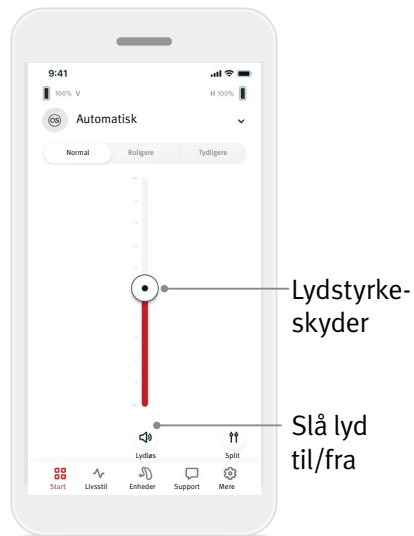 9:41
100% V
H 100%
Automatisk
Normal Roligere Tydligere
Lydstyrke-
skyder
Slå lyd
til/fra
Lydløs Split
Start Livsstil Enheder Support Mere